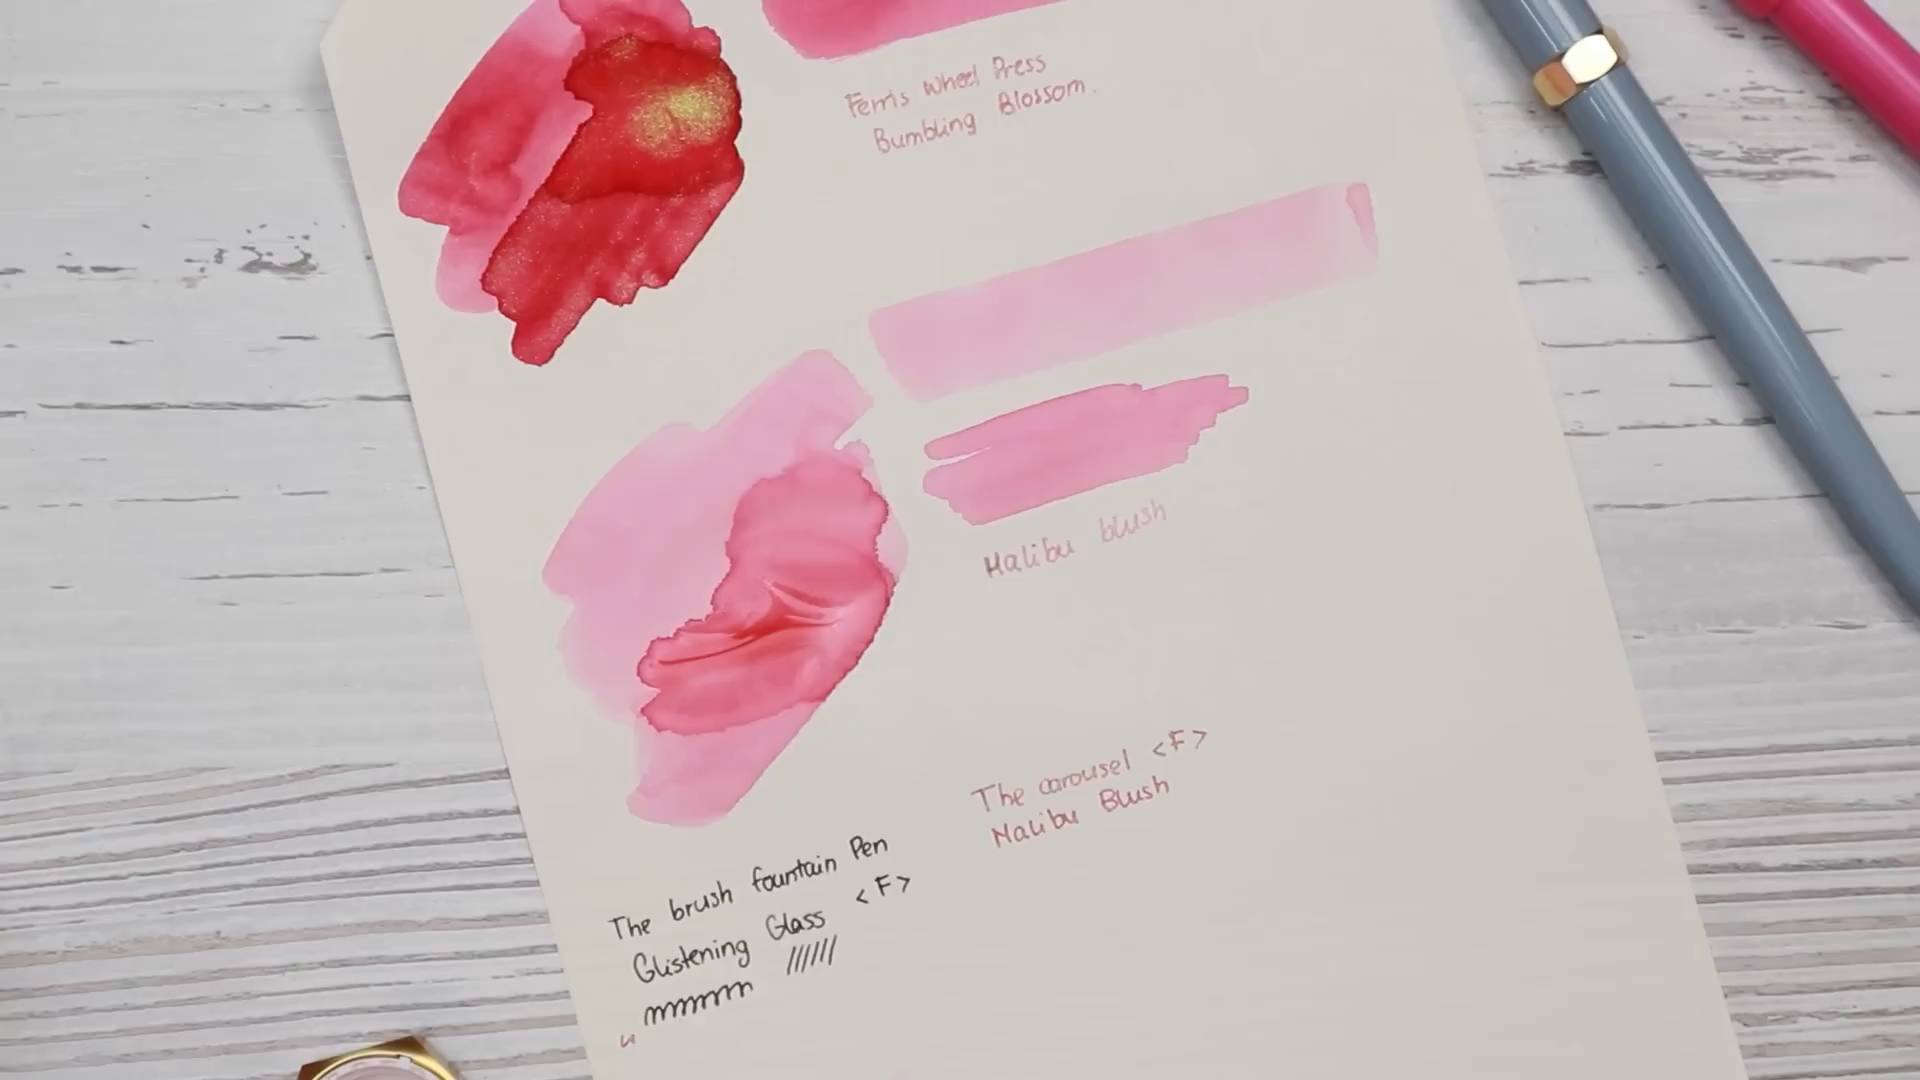 Ferris Wheel Press
Bumbling Blossom.
Malibu blush
The carousel <F>
Malibu Blush
The brush fountain Pen
Glistening Glass <F>